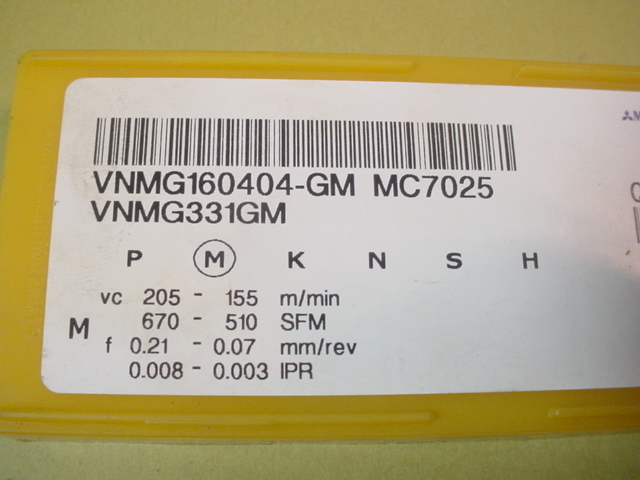 VNMG160404-GM MC7025
VNMG331GM
P M K N S H
vc 205 - 155 m/min
M 670 - 510 SFM
f 0.21 - 0.07 mm/rev
0.008 - 0.003 IPR